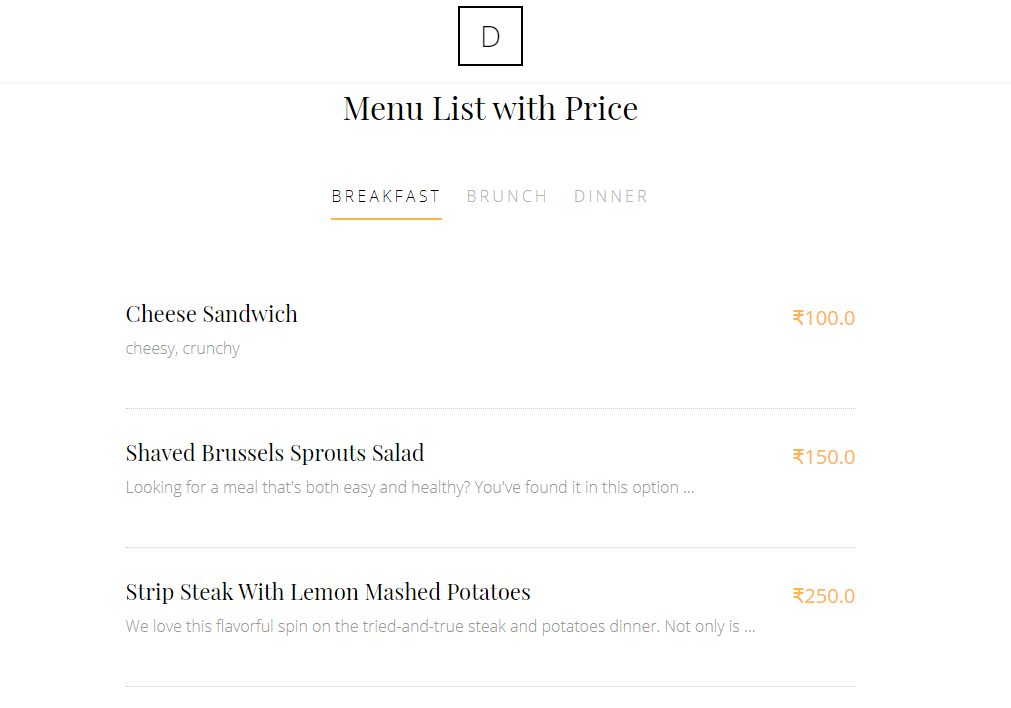 D
Menu List with Price
BREAKFAST BRUNCH DINNER
Cheese Sandwich ₹100.0
cheesy, crunchy
Shaved Brussels Sprouts Salad ₹150.0
Looking for a meal that's both easy and healthy? You've found it in this option ...
Strip Steak With Lemon Mashed Potatoes ₹250.0
We love this flavorful spin on the tried-and-true steak and potatoes dinner. Not only is ...